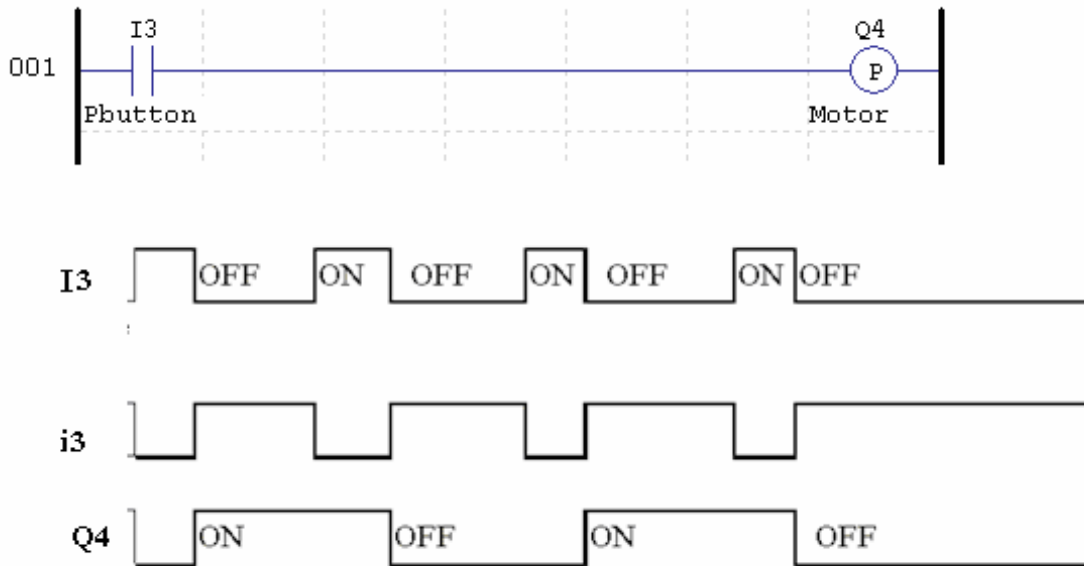 I3 Q4
001 P
Pbutton Motor
I3 OFF ON OFF ON OFF ON OFF
i3
Q4 ON OFF ON OFF